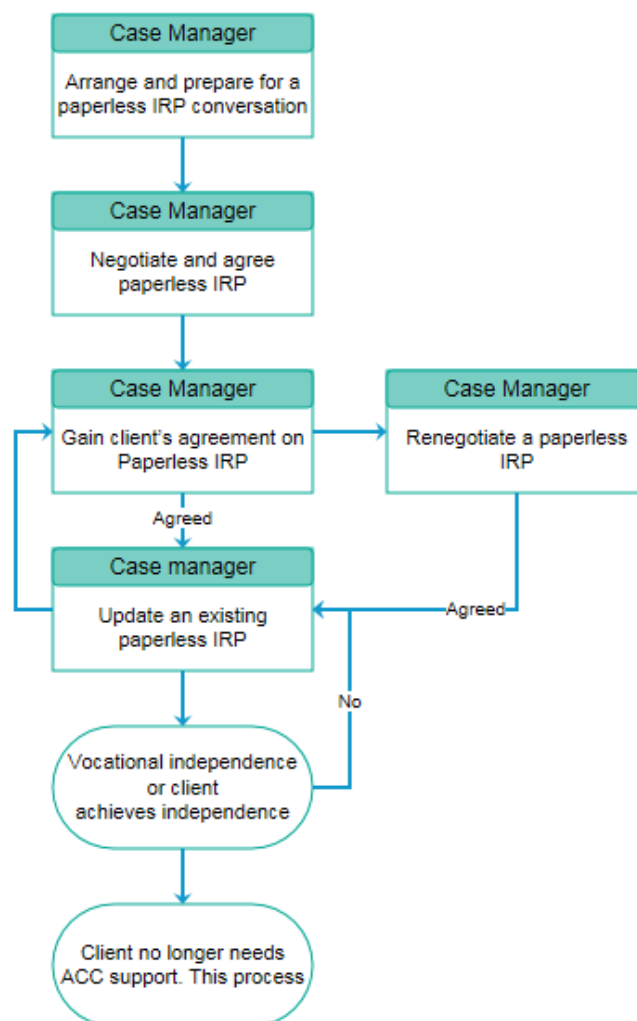 Case Manager
Arrange and prepare for a
paperless IRP conversation
Case Manager
Negotiate and agree
paperless IRP
Case Manager
Gain client's agreement on
Paperless IRP
Case Manager
Renegotiate a paperless
IRP
Agreed
Case manager
Update an existing
paperless IRP
Agreed
No
Vocational independence
or client
achieves independence
Client no longer needs
ACC support. This process